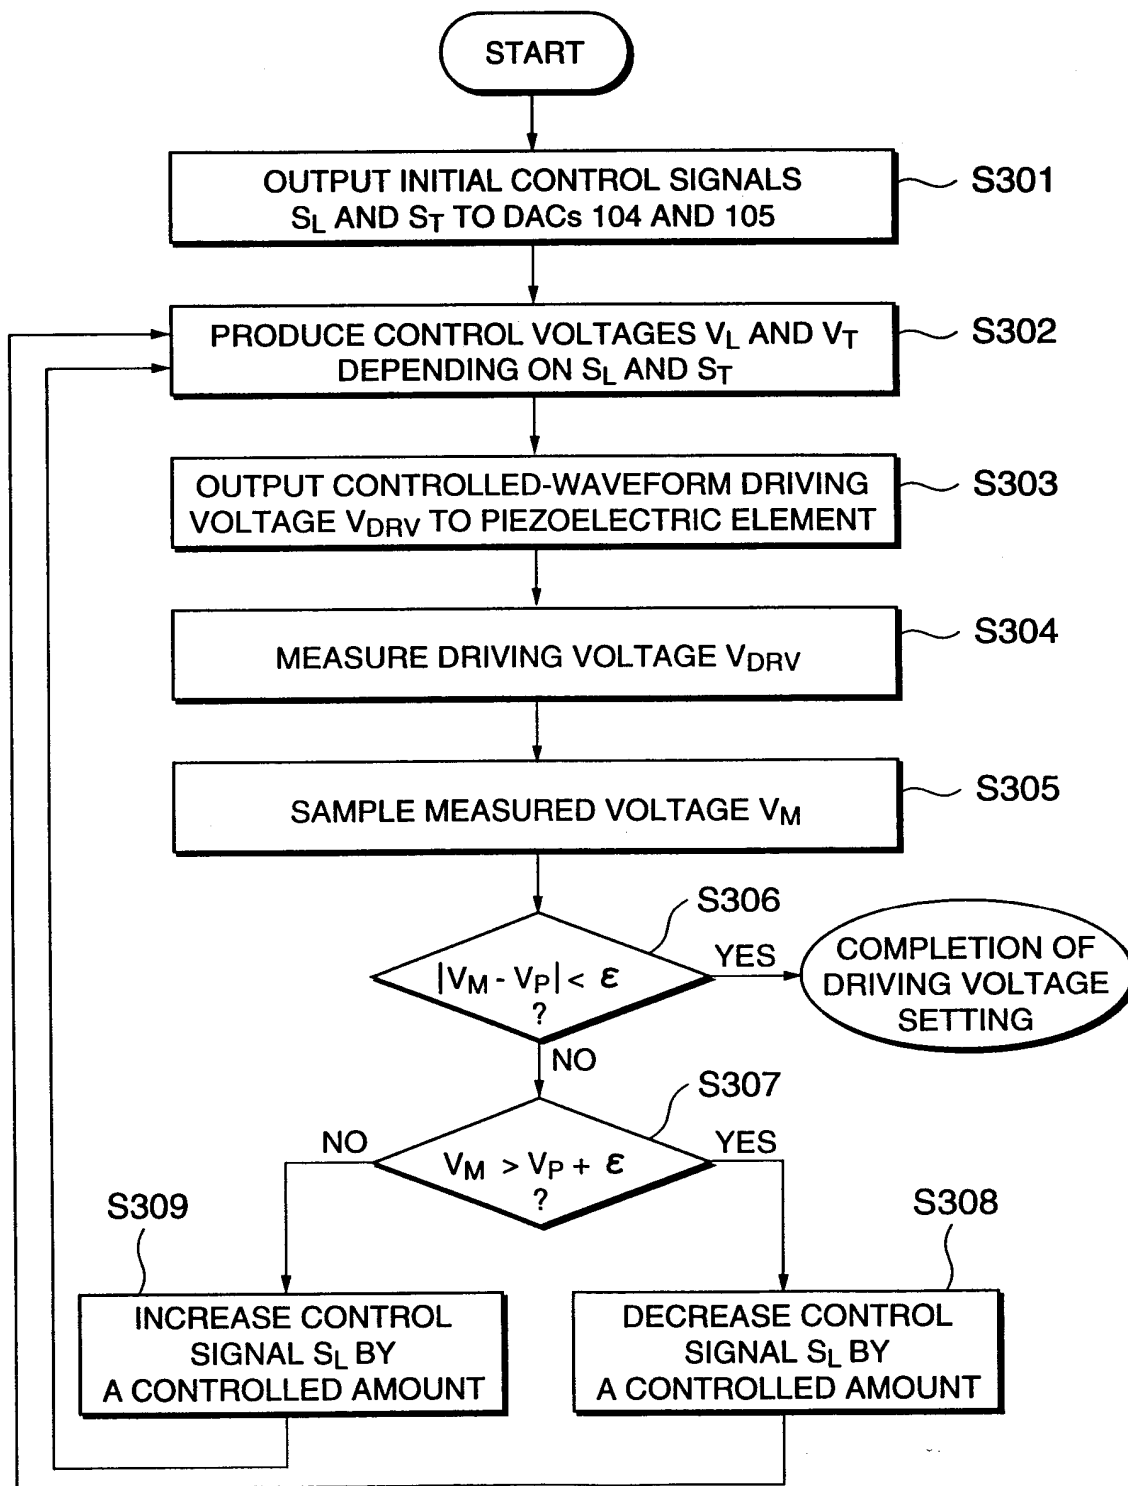 START
OUTPUT INITIAL CONTROL SIGNALS
SL AND ST TO DACs 104 AND 105
S301
PRODUCE CONTROL VOLTAGES VL AND VT
DEPENDING ON SL AND ST
S302
OUTPUT CONTROLLED-WAVEFORM DRIVING
VOLTAGE VDRV TO PIEZOELECTRIC ELEMENT
S303
MEASURE DRIVING VOLTAGE VDRV
S304
SAMPLE MEASURED VOLTAGE VM
S305
S306
|VM - VP| < ε
?
YES
COMPLETION OF
DRIVING VOLTAGE
SETTING
NO
S307
VM > VP + ε
?
NO
YES
S309
INCREASE CONTROL
SIGNAL SL BY
A CONTROLLED AMOUNT
S308
DECREASE CONTROL
SIGNAL SL BY
A CONTROLLED AMOUNT